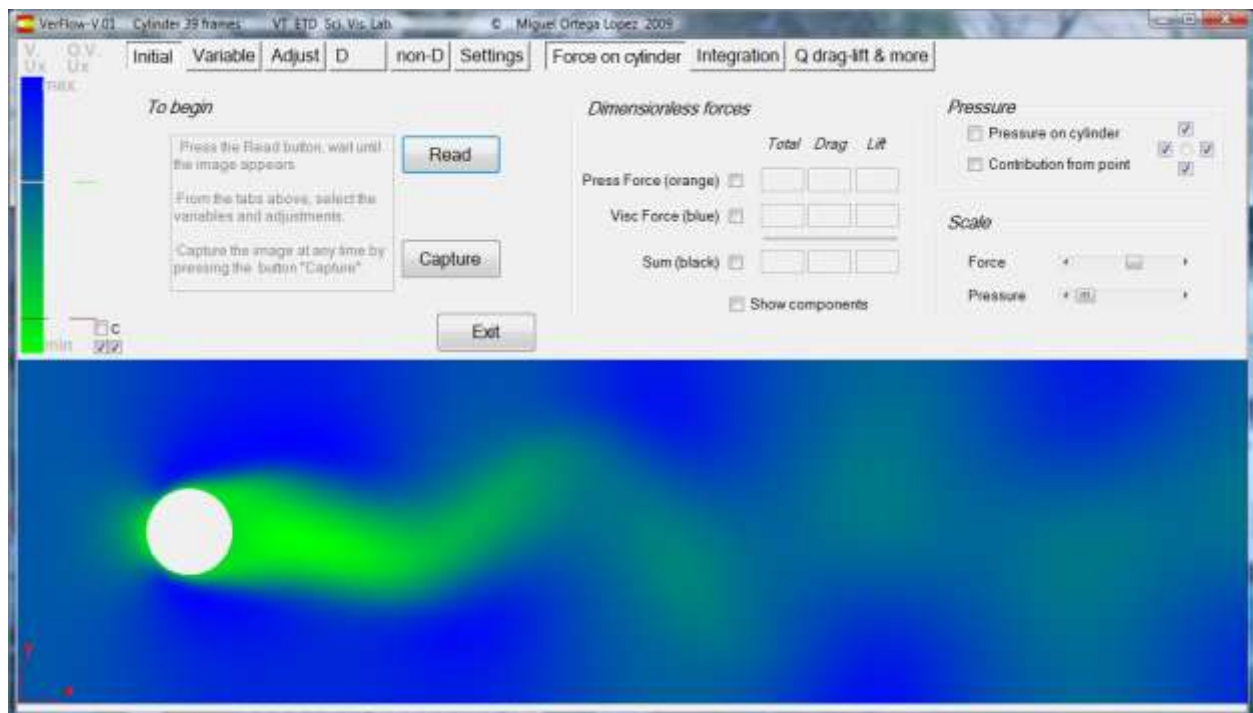 VerFlow-V.01 Cylinder 39 frames VT ETD Sci. Vis. Lab. © Miguel Ortega Lopez 2009
V. O.V.
Ux Ux
max
Initial Variable Adjust D non-D Settings Force on cylinder Integration Q drag-lift & more
To begin
Press the Read button, wait until
the image appears
From the tabs above, select the
variables and adjustments.
Capture the image at any time by
pressing the button "Capture"
Read
Capture
Exit
min
C
Dimensionless forces
Total Drag Lift
Press Force (orange)
Visc Force (blue)
Sum (black)
Show components
Pressure
Pressure on cylinder
Contribution from point
Scale
Force
Pressure
Y
x